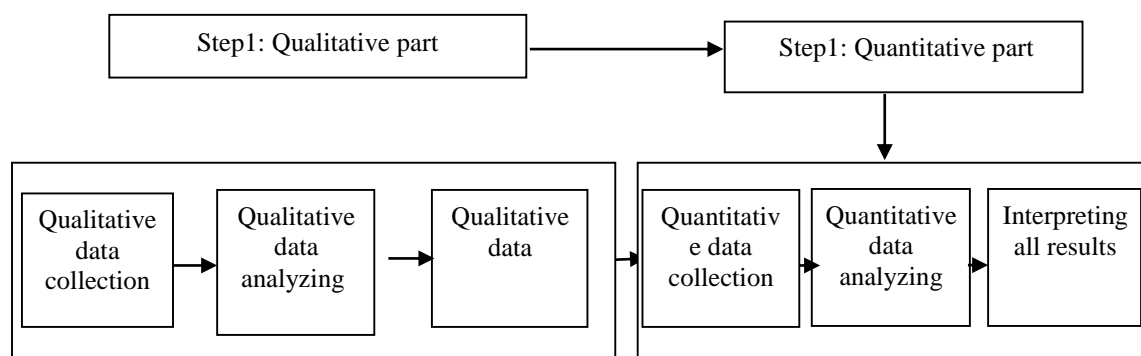 Step1: Qualitative part
Step1: Quantitative part
Qualitative
data
collection
Qualitative
data
analyzing
Qualitative
data
Quantitativ
e data
collection
Quantitative
data
analyzing
Interpreting
all results